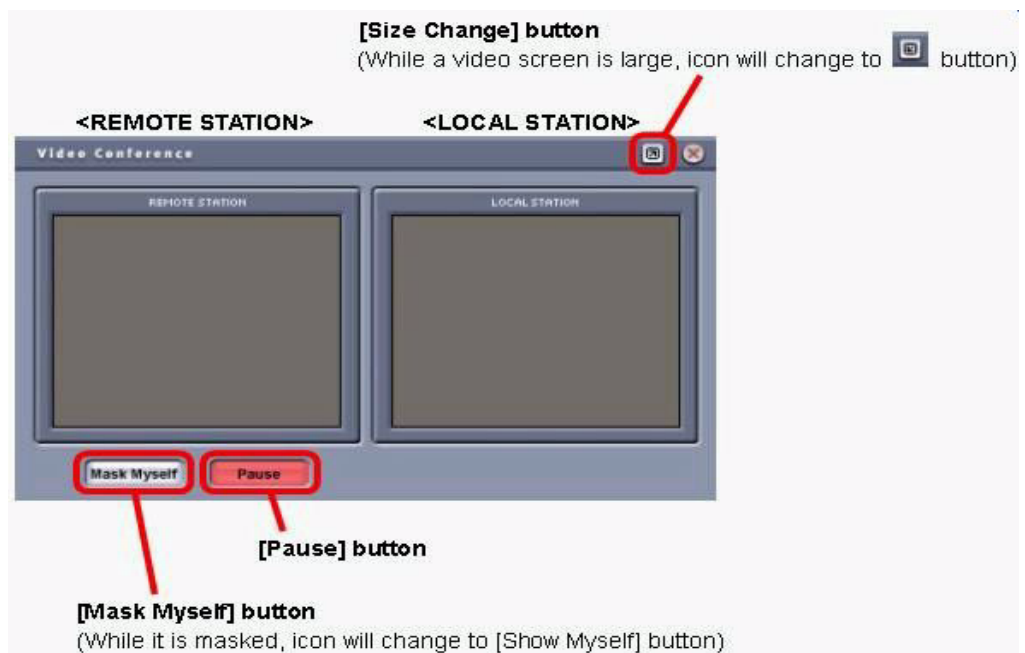 [Size Change] button
(While a video screen is large, icon will change to button)
<REMOTE STATION> <LOCAL STATION>
Video Conference
REMOTE STATION LOCAL STATION
Mask Myself Pause
[Pause] button
[Mask Myself] button
(While it is masked, icon will change to [Show Myself] button)